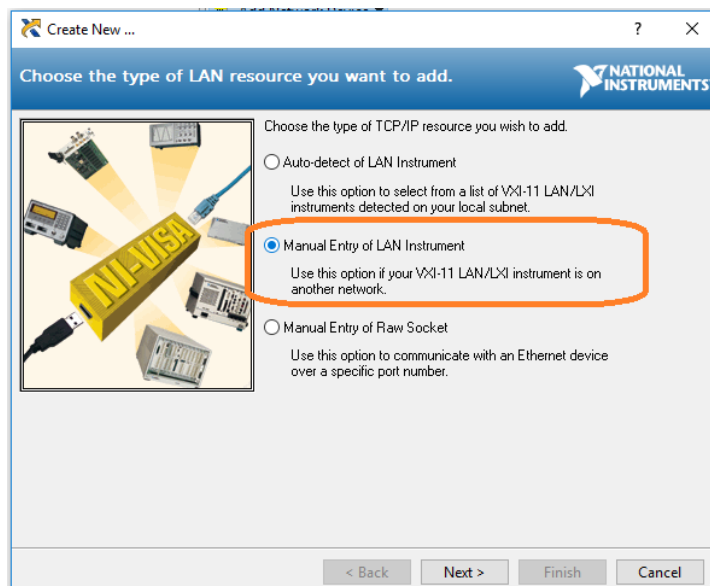 Create New ...
?
Choose the type of LAN resource you want to add.
NATIONAL
INSTRUMENTS
NI-VISA
Choose the type of TCP/IP resource you wish to add.
Auto-detect of LAN Instrument
Use this option to select from a list of VXI-11 LAN/LXI
instruments detected on your local subnet.
Manual Entry of LAN Instrument
Use this option if your VXI-11 LAN/LXI instrument is on
another network.
Manual Entry of Raw Socket
Use this option to communicate with an Ethernet device
over a specific port number.
< Back
Next >
Finish
Cancel